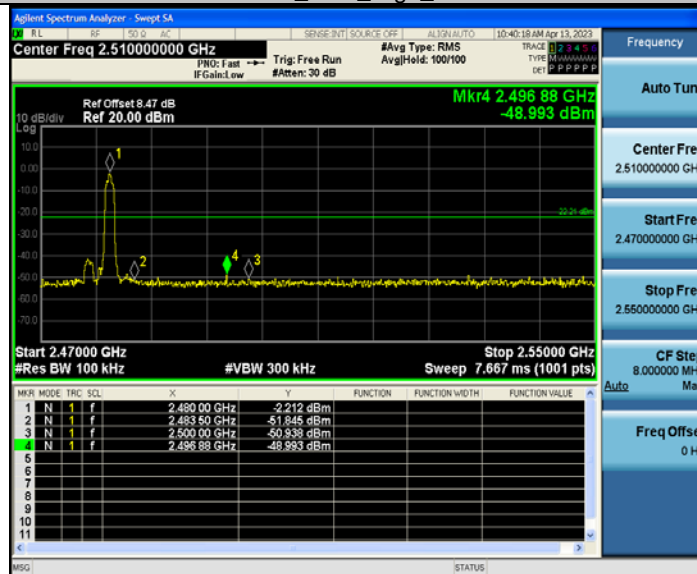 Agilent Spectrum Analyzer - Swept SA
RL RF 50 Ω AC SENSE:INT SOURCE OFF ALIGN AUTO 10:40:18 AM Apr 13, 2023
Center Freq 2.510000000 GHz
PNO: Fast Trig: Free Run
IFGain:Low #Atten: 30 dB
#Avg Type: RMS
Avg|Hold: 100/100
TRACE 1 2 3 4 5 6
TYPE M
DET P P P P P P
Frequency
Auto Tun
Mkr4 2.496 88 GHz
-48.993 dBm
Ref Offset 8.47 dB
10 dB/div Ref 20.00 dBm
Log
10.0
0.00
-10.0
-20.0
-30.0
-40.0
-50.0
-60.0
-70.0
1
2
4
3
-22.21 dBm
Center Fre
2.510000000 GH
Start Fre
2.470000000 GH
Stop Fre
2.550000000 GH
CF Ste
8.000000 MH
Auto Ma
Freq Offse
0 H
Start 2.47000 GHz Stop 2.55000 GHz
#Res BW 100 kHz #VBW 300 kHz Sweep 7.667 ms (1001 pts)
MKR MODE TRC SCL X Y FUNCTION FUNCTION WIDTH FUNCTION VALUE
1 N 1 f 2.480 00 GHz -2.212 dBm
2 N 1 f 2.483 50 GHz -51.845 dBm
3 N 1 f 2.500 00 GHz -50.938 dBm
4 N 1 f 2.496 88 GHz -48.993 dBm
5
6
7
8
9
10
11
MSG STATUS